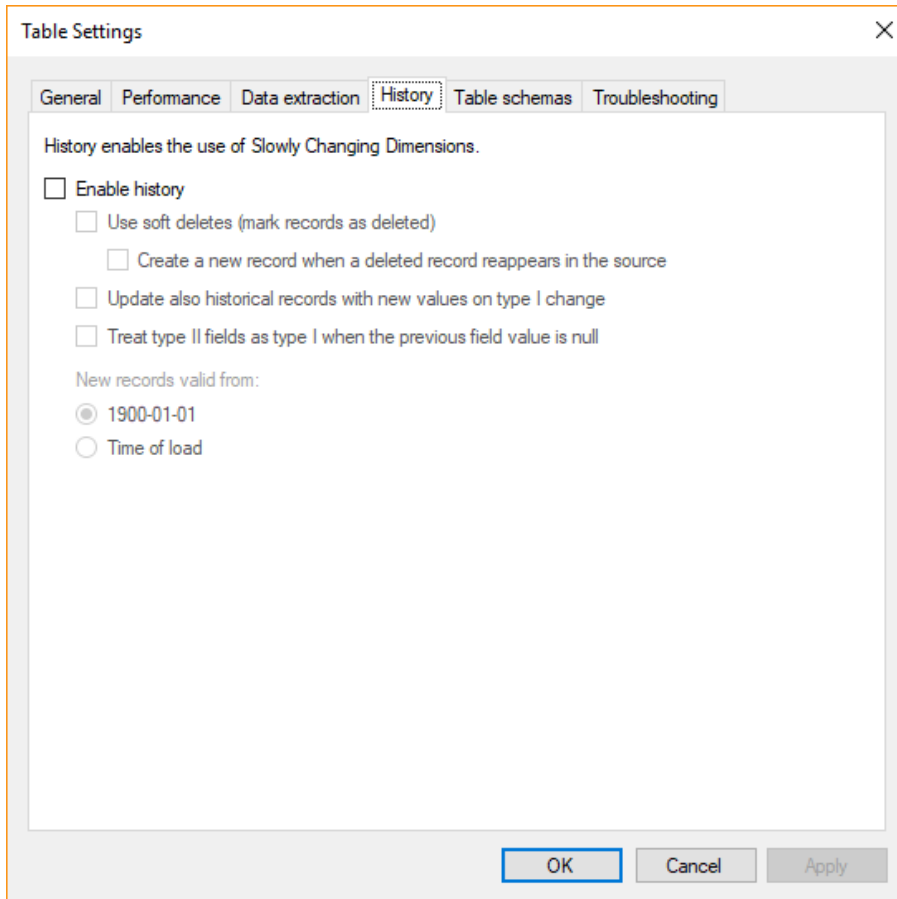 Table Settings
General Performance Data extraction History Table schemas Troubleshooting
History enables the use of Slowly Changing Dimensions.
Enable history
Use soft deletes (mark records as deleted)
Create a new record when a deleted record reappears in the source
Update also historical records with new values on type I change
Treat type II fields as type I when the previous field value is null
New records valid from:
1900-01-01
Time of load
OK Cancel Apply